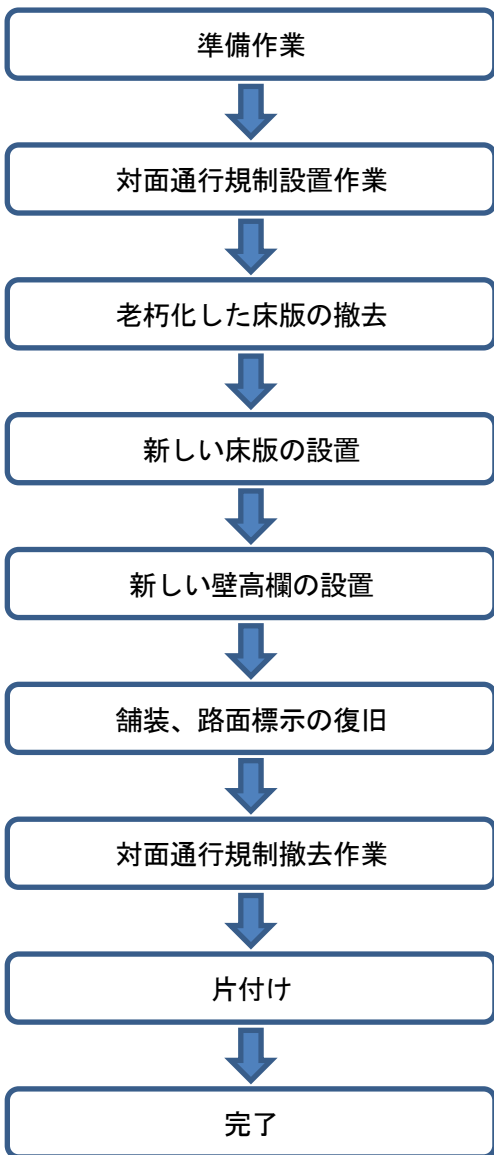 準備作業
対面通行規制設置作業
老朽化した床版の撤去
新しい床版の設置
新しい壁高欄の設置
舗装、路面標示の復旧
対面通行規制撤去作業
片付け
完了